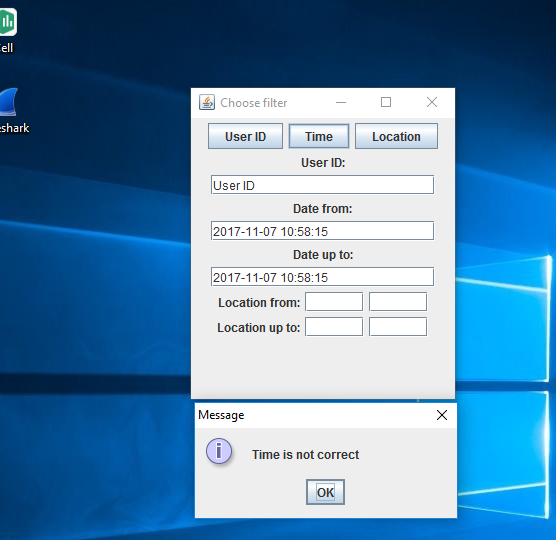 ell
eshark
Choose filter
User ID Time Location
User ID:
User ID
Date from:
2017-11-07 10:58:15
Date up to:
2017-11-07 10:58:15
Location from:
Location up to:
Message
Time is not correct
OK